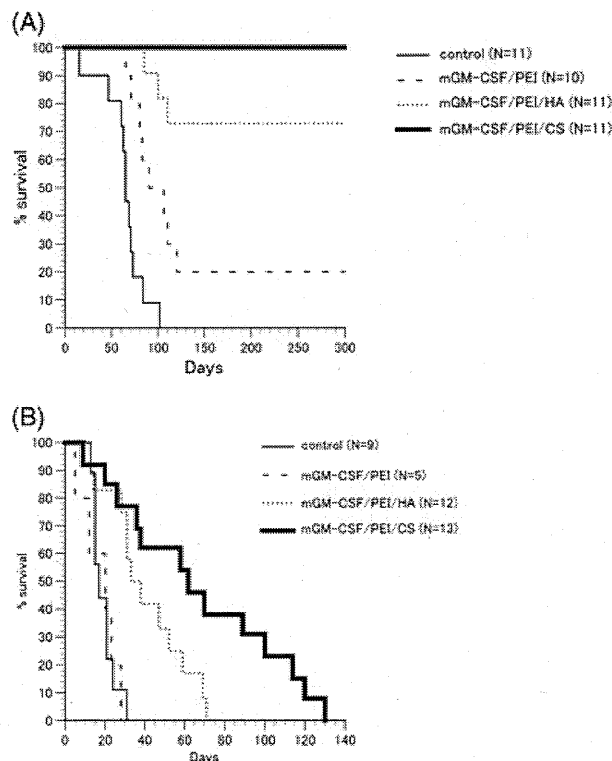 (A)
control (N=11)
mGM-CSF/PEI (N=10)
mGM-CSF/PEI/HA (N=11)
mGM-CSF/PEI/CS (N=11)
% survival
100
90
80
70
60
50
40
30
20
10
0
0 50 100 150 200 250 300
Days
(B)
control (N=9)
mGM-CSF/PEI (N=5)
mGM-CSF/PEI/HA (N=12)
mGM-CSF/PEI/CS (N=13)
% survival
100
90
80
70
60
50
40
30
20
10
0
0 20 40 60 80 100 120 140
Days